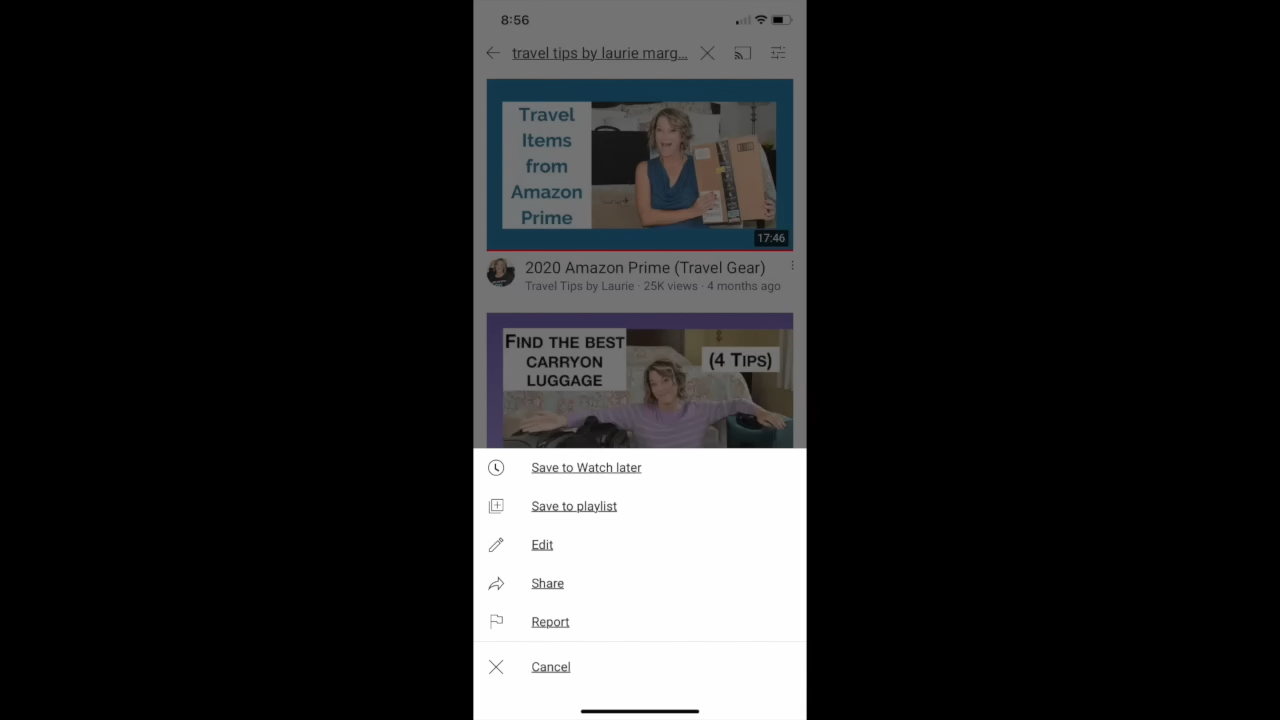 8:56
travel tips by laurie marg...
Travel
Items
from
Amazon
Prime
17:46
2020 Amazon Prime (Travel Gear)
Travel Tips by Laurie · 25K views · 4 months ago
FIND THE BEST
CARRYON
LUGGAGE
(4 TIPS)
Save to Watch later
Save to playlist
Edit
Share
Report
Cancel